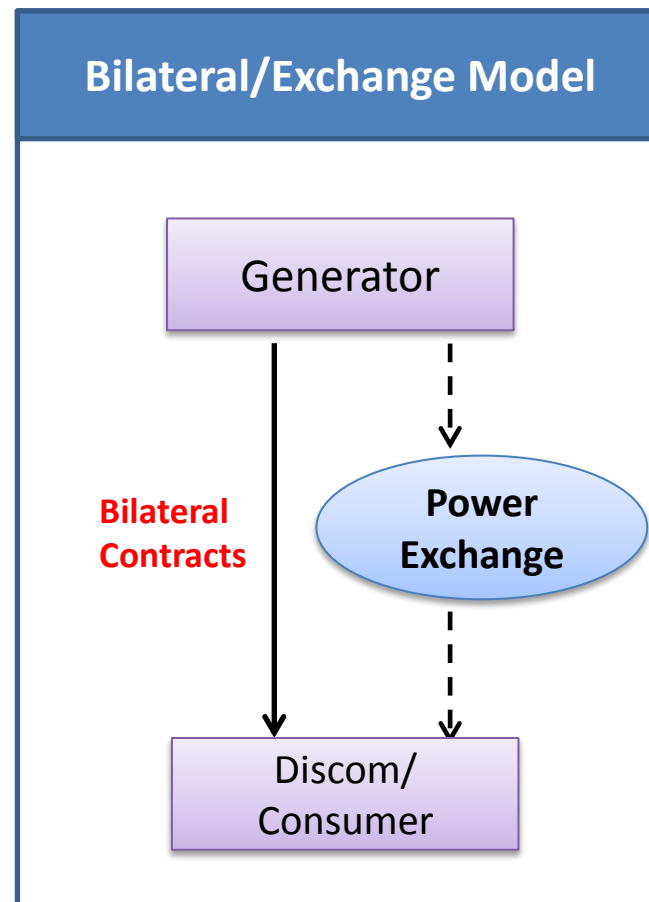 Bilateral/Exchange Model
Generator
Bilateral
Contracts
Power
Exchange
Discom/
Consumer